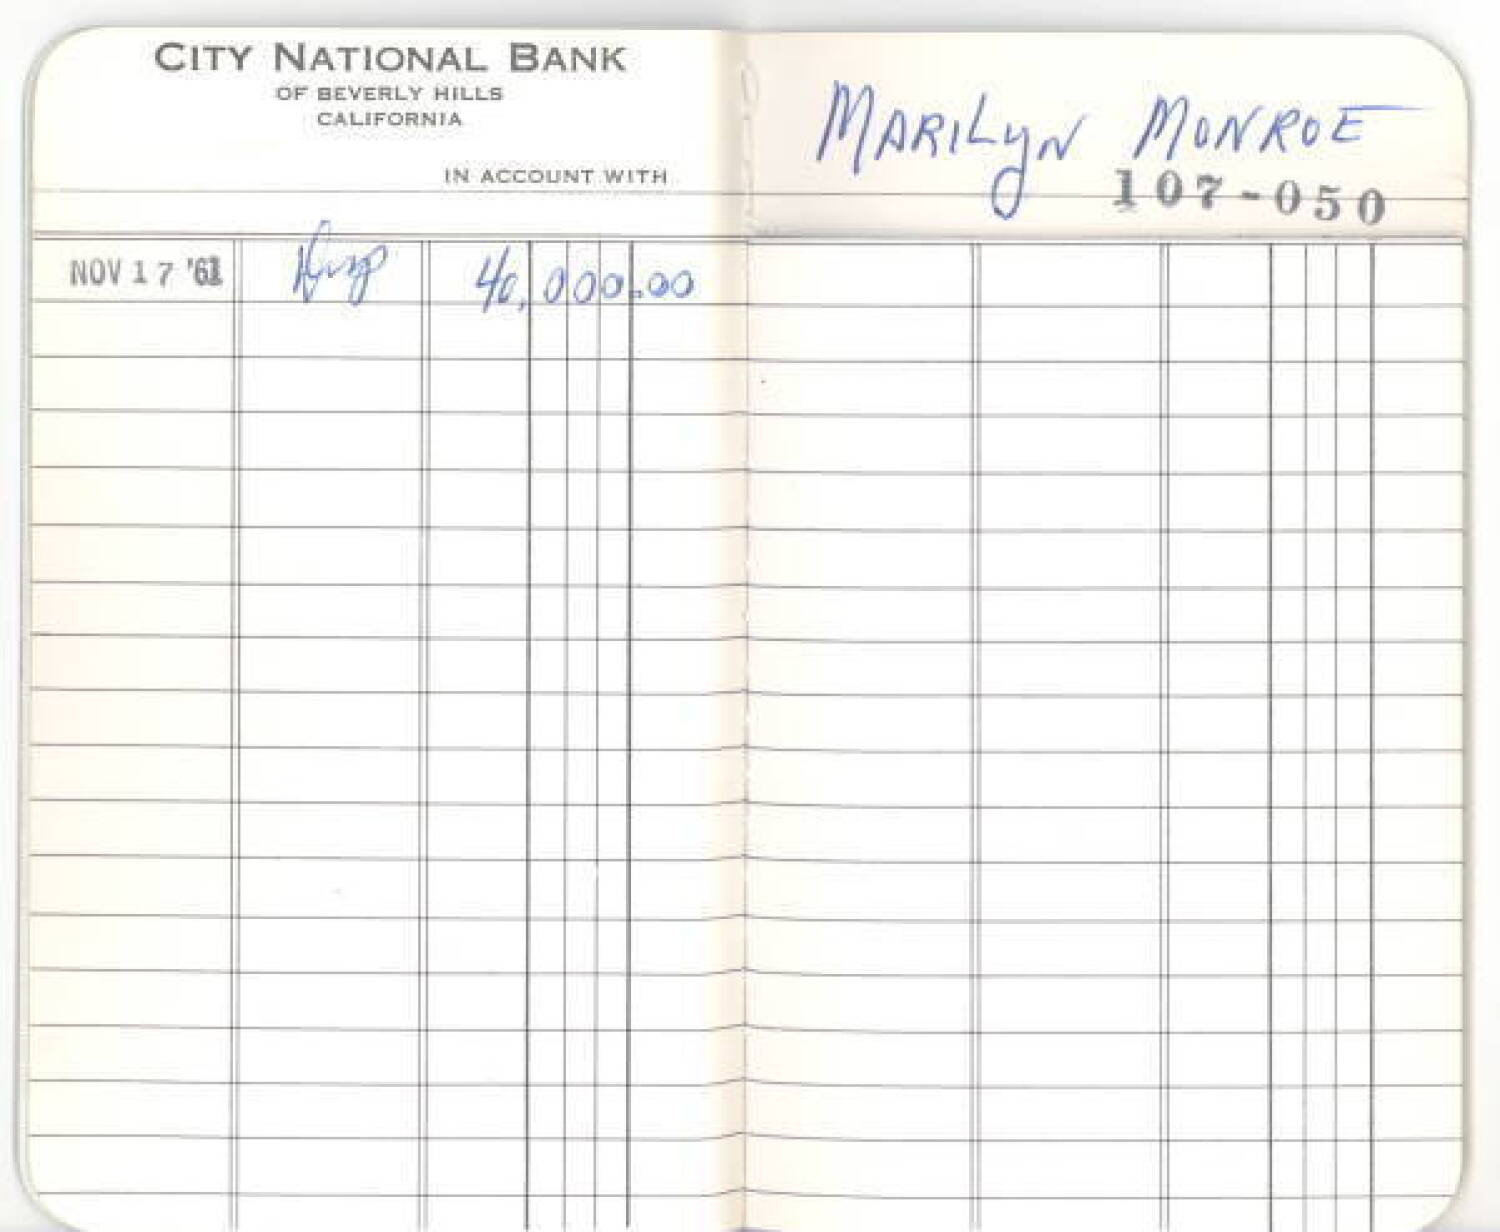 CITY NATIONAL BANK
OF BEVERLY HILLS
CALIFORNIA
IN ACCOUNT WITH
MARILYN MONROE
107-050
NOV 17 '61 40,000.00